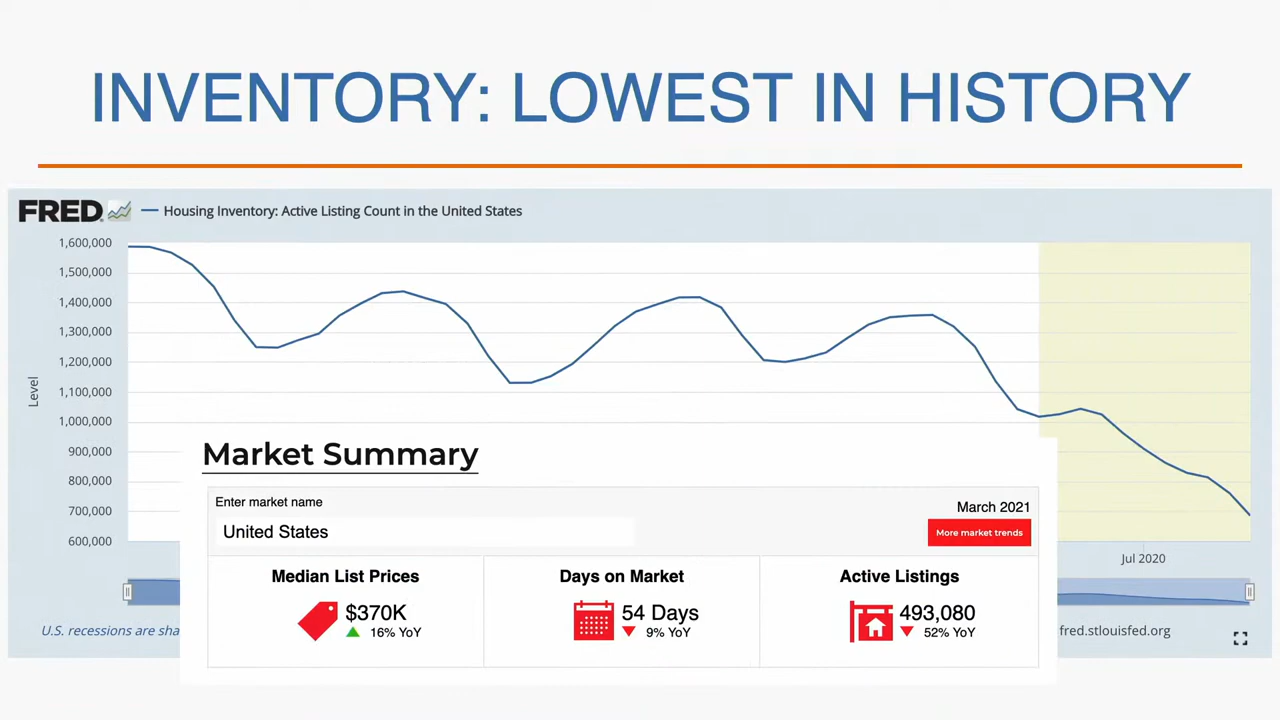 INVENTORY: LOWEST IN HISTORY
FRED
Housing Inventory: Active Listing Count in the United States
1,600,000
1,500,000
1,400,000
1,300,000
1,200,000
1,100,000
1,000,000
900,000
800,000
700,000
600,000
Level
Market Summary
Enter market name
United States
March 2021
More market trends
Median List Prices
$370K
16% YoY
Days on Market
54 Days
9% YoY
Active Listings
493,080
52% YoY
Jul 2020
U.S. recessions are sha
fred.stlouisfed.org